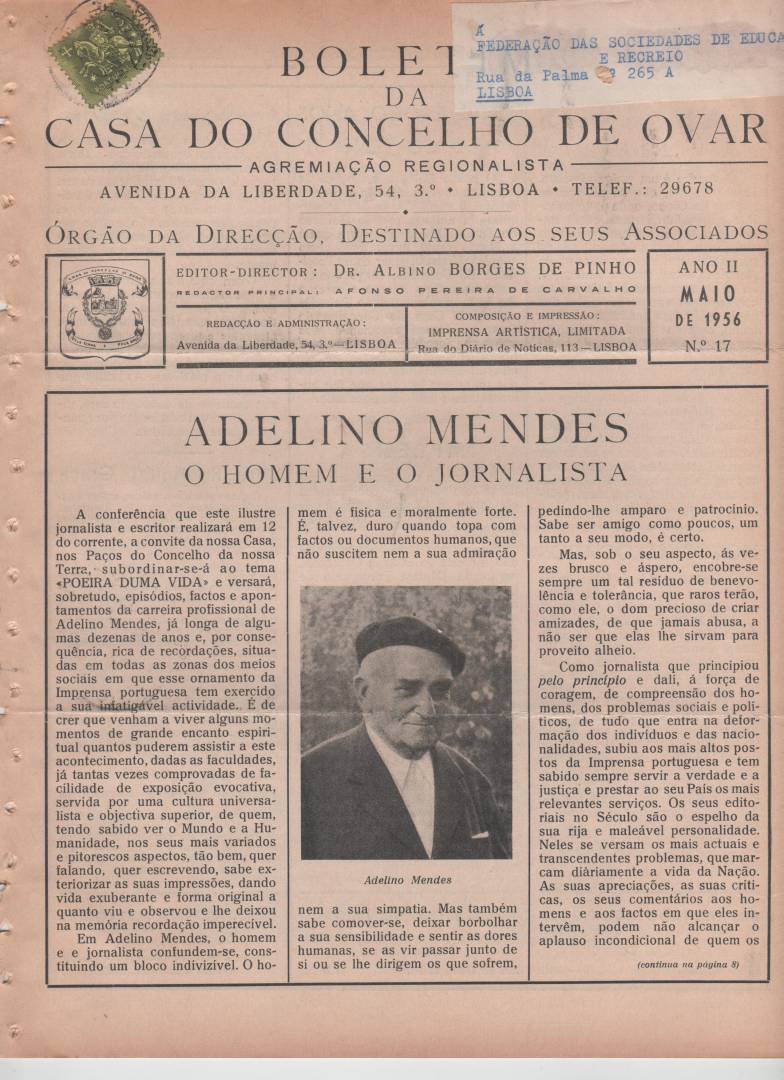 Á
FEDERAÇÃO DAS SOCIEDADES DE EDUCA
E RECREIO
Rua da Palma 265 A
LISBOA
BOLET
DA
CASA DO CONCELHO DE OVAR
AGREMIAÇÃO REGIONALISTA
AVENIDA DA LIBERDADE, 54, 3.º • LISBOA • TELEF.: 29678
ÓRGÃO DA DIRECÇÃO, DESTINADO AOS SEUS ASSOCIADOS
EDITOR-DIRECTOR: DR. ALBINO BORGES DE PINHO
REDACTOR PRINCIPAL: AFONSO PEREIRA DE CARVALHO
REDACÇÃO E ADMINISTRAÇÃO:
Avenida da Liberdade, 54, 3.º—LISBOA
COMPOSIÇÃO E IMPRESSÃO:
IMPRENSA ARTÍSTICA, LIMITADA
Rua do Diário de Notícas, 113—LISBOA
ANO II
MAIO
DE 1956
N.º 17
ADELINO MENDES
O HOMEM E O JORNALISTA
A conferência que este ilustre
jornalista e escritor realizará em 12
do corrente, a convite da nossa Casa,
nos Paços do Concelho da nossa
Terra, subordinar-se-á ao tema
«POEIRA DUMA VIDA» e versará,
sobretudo, episódios, factos e apon-
tamentos da carreira profissional de
Adelino Mendes, já longa de algu-
mas dezenas de anos e, por conse-
quência, rica de recordações, situa-
das em todas as zonas dos meios
sociais em que esse ornamento da
Imprensa portuguesa tem exercido
a sua infatigável actividade. É de
crer que venham a viver alguns mo-
mentos de grande encanto espiri-
tual quantos puderem assistir a este
acontecimento, dadas as faculdades,
já tantas vezes comprovadas de fa-
cilidade de exposição evocativa,
servida por uma cultura universa-
lista e objectiva superior, de quem,
tendo sabido ver o Mundo e a Hu-
manidade, nos seus mais variados
e pitorescos aspectos, tão bem, quer
falando, quer escrevendo, sabe ex-
teriorizar as suas impressões, dando
vida exuberante e forma original a
quanto viu e observou e lhe deixou
na memória recordação imperecível.
Em Adelino Mendes, o homem
e e jornalista confundem-se, cons-
tituindo um bloco indivizível. O ho-
mem é física e moralmente forte.
É, talvez, duro quando topa com
factos ou documentos humanos, que
não suscitem nem a sua admiração
Adelino Mendes
nem a sua simpatia. Mas também
sabe comover-se, deixar borbolhar
a sua sensibilidade e sentir as dores
humanas, se as vir passar junto de
si ou se lhe dirigem os que sofrem,
pedindo-lhe amparo e patrocínio.
Sabe ser amigo como poucos, um
tanto a seu modo, é certo.
Mas, sob o seu aspecto, ás ve-
zes brusco e áspero, encobre-se
sempre um tal resíduo de benevo-
lência e tolerância, que raros terão,
como ele, o dom precioso de criar
amizades, de que jamais abusa, a
não ser que elas lhe sirvam para
proveito alheio.
Como jornalista que principiou
pelo princípio e dali, á força de
coragem, de compreensão dos ho-
mens, dos problemas sociais e polí-
ticos, de tudo que entra na defor-
mação dos indivíduos e das nacio-
nalidades, subiu aos mais altos pos-
tos da Imprensa portuguesa e tem
sabido sempre servir a verdade e a
justiça e prestar ao seu País os mais
relevantes serviços. Os seus edito-
riais no Século são o espelho da
sua rija e maleável personalidade.
Neles se versam os mais actuais e
transcendentes problemas, que mar-
cam diàriamente a vida da Nação.
As suas apreciações, as suas críti-
cas, os seus comentários aos ho-
mens e aos factos em que eles in-
tervêm, podem não alcançar o
aplauso incondicional de quem os
(continua na página 8)